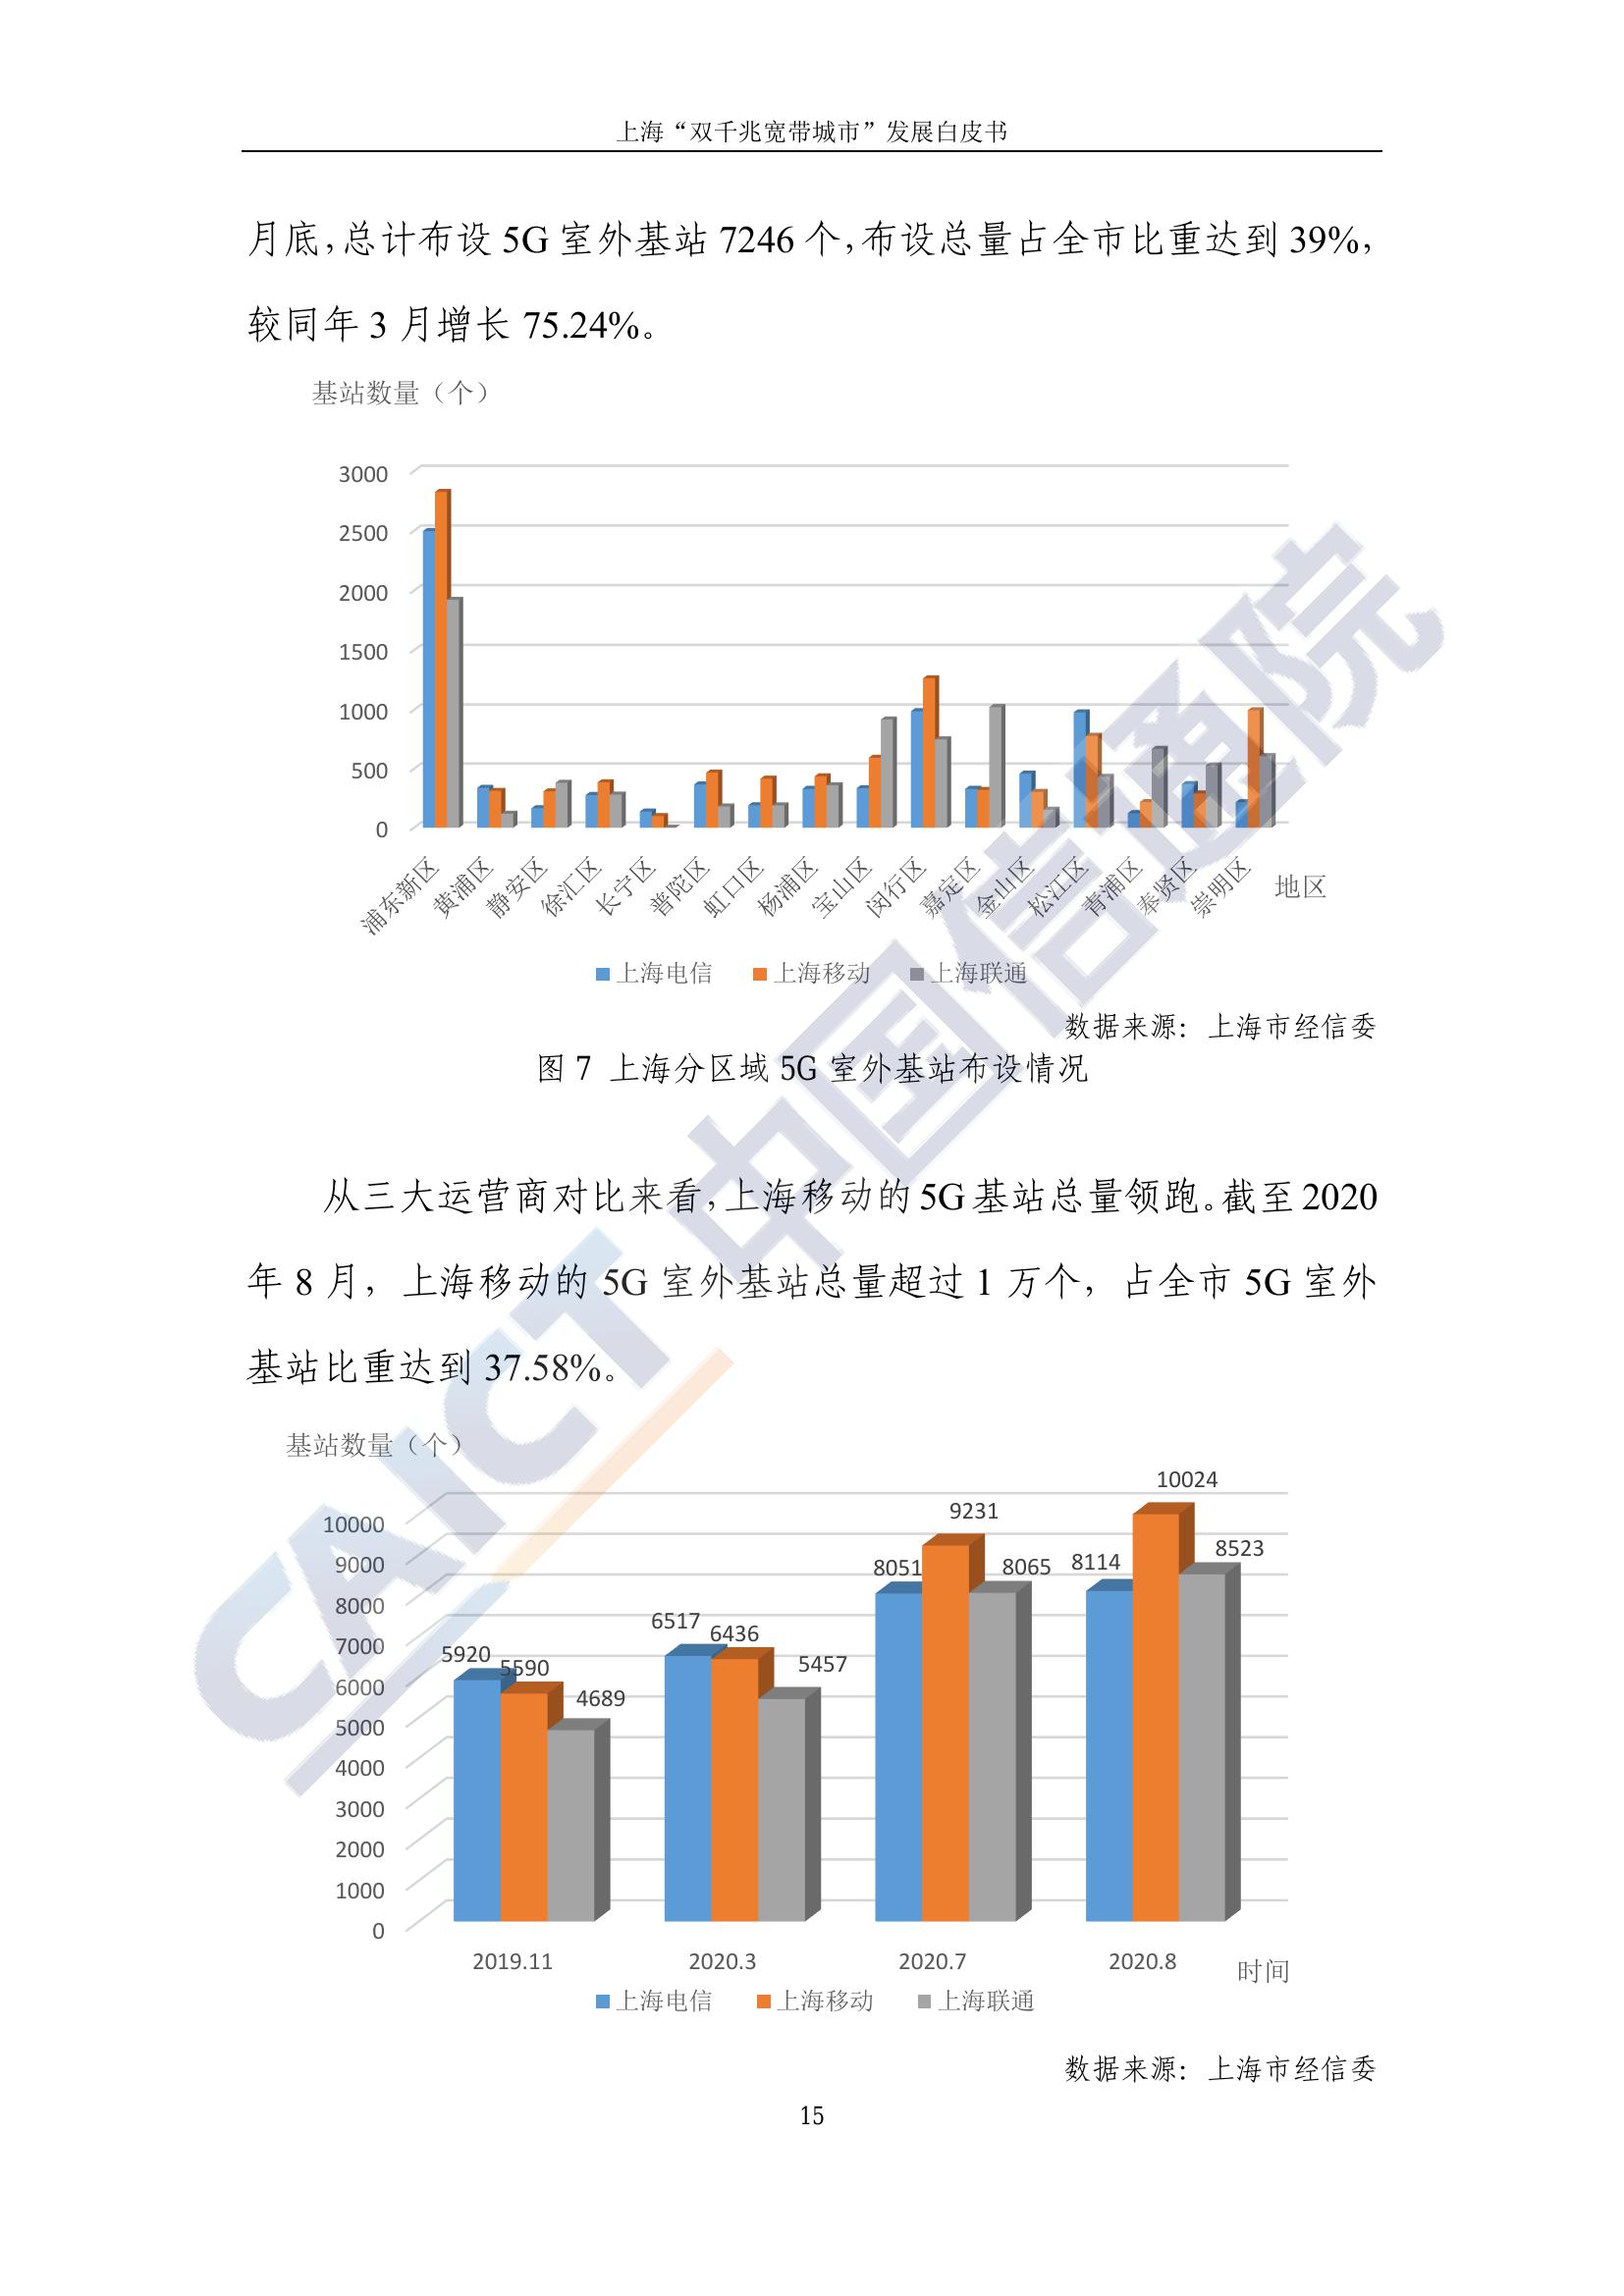 上海“双千兆宽带城市”发展白皮书
月底，总计布设 5G 室外基站 7246 个，布设总量占全市比重达到 39%，
较同年 3 月增长 75.24%。
基站数量（个）
3000
2500
2000
1500
1000
500
0
浦东新区
黄浦区
静安区
徐汇区
长宁区
普陀区
虹口区
杨浦区
宝山区
闵行区
嘉定区
金山区
松江区
青浦区
奉贤区
崇明区
地区
上海电信 上海移动 上海联通
数据来源：上海市经信委
图 7 上海分区域 5G 室外基站布设情况
从三大运营商对比来看，上海移动的 5G 基站总量领跑。截至 2020
年 8 月，上海移动的 5G 室外基站总量超过 1 万个，占全市 5G 室外
基站比重达到 37.58%。
基站数量（个）
10000
9000
8000
7000
6000
5000
4000
3000
2000
1000
0
5920
5590
4689
6517
6436
5457
8051
9231
8065
8114
10024
8523
2019.11
2020.3
2020.7
2020.8
时间
上海电信 上海移动 上海联通
数据来源：上海市经信委
15
CAICT 中国信通院